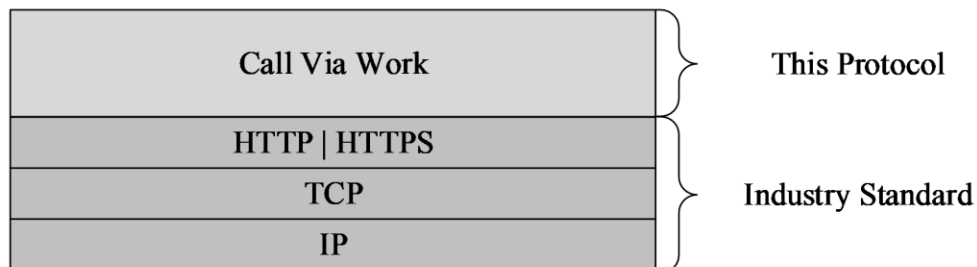 Call Via Work
This Protocol
HTTP | HTTPS
TCP
Industry Standard
IP